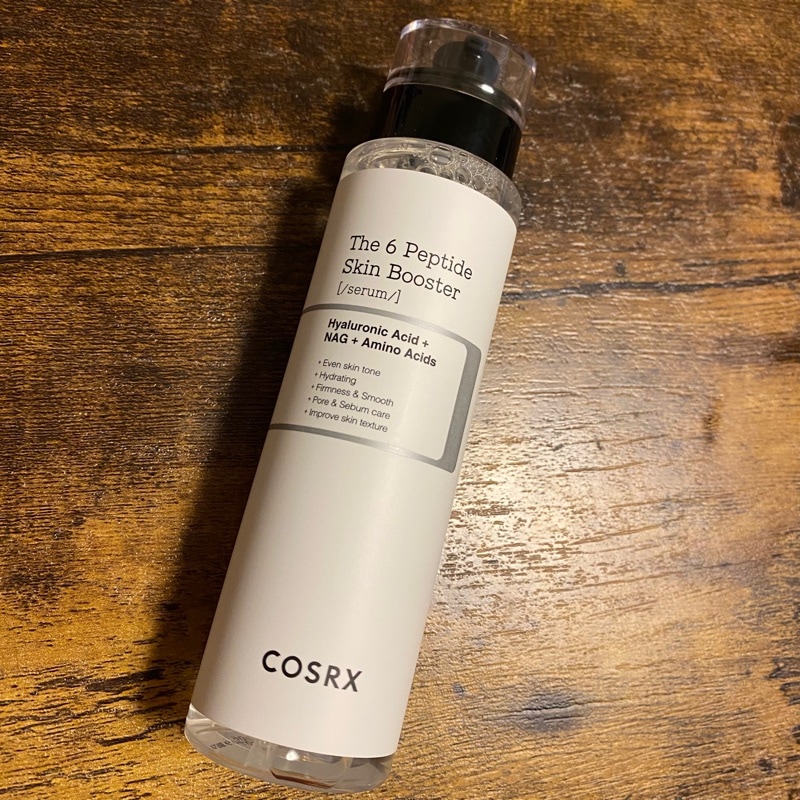 The 6 Peptide
Skin Booster
[/serum/]
Hyaluronic Acid +
NAG + Amino Acids
+ Even skin tone
+ Hydrating
+ Firmness & Smooth
+ Pore & Sebum care
+ Improve skin texture
COSRX